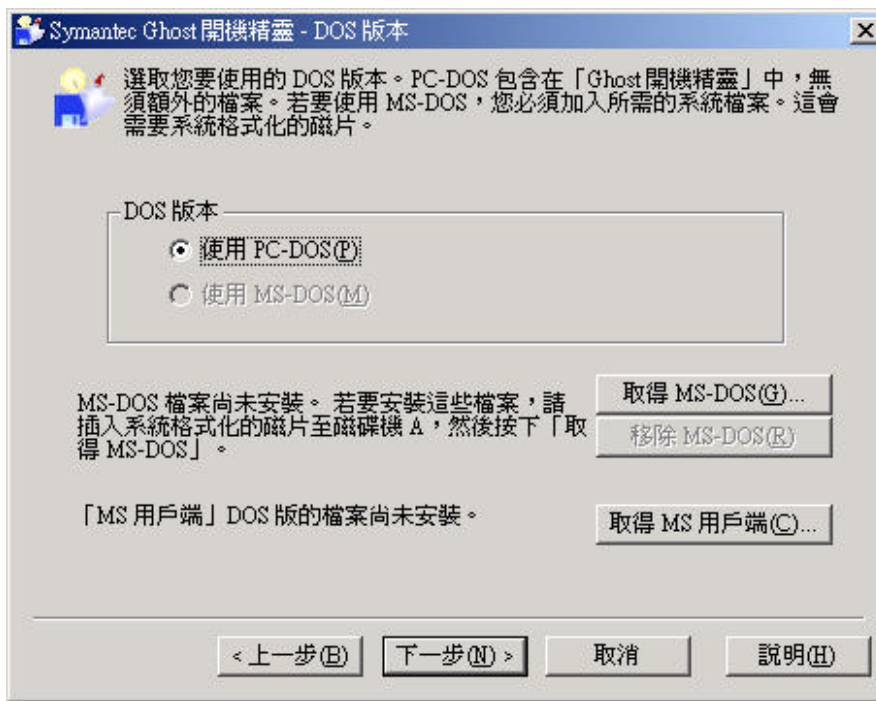 Symantec Ghost 開機精靈 - DOS 版本
選取您要使用的 DOS 版本。PC-DOS 包含在「Ghost 開機精靈」中，無
須額外的檔案。若要使用 MS-DOS，您必須加入所需的系統檔案。這會
需要系統格式化的磁片。
DOS 版本
使用 PC-DOS(P)
使用 MS-DOS(M)
MS-DOS 檔案尚未安裝。 若要安裝這些檔案，請
插入系統格式化的磁片至磁碟機 A，然後按下「取
得 MS-DOS」。
取得 MS-DOS(G)...
移除 MS-DOS(R)
「MS 用戶端」DOS 版的檔案尚未安裝。
取得 MS 用戶端(C)...
<上一步(B)
下一步(N) >
取消
說明(H)